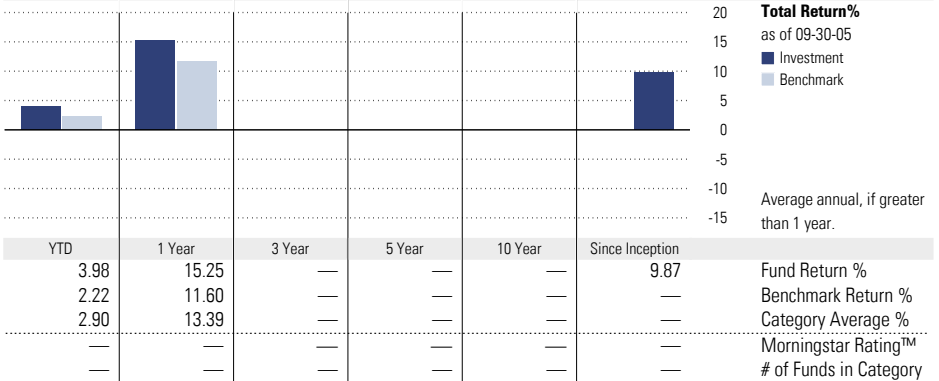 20
15
10
5
0
-5
-10
-15
Total Return%
as of 09-30-05
Investment
Benchmark
Average annual, if greater
than 1 year.
YTD 1 Year 3 Year 5 Year 10 Year Since Inception
3.98 15.25 — — — 9.87 Fund Return %
2.22 11.60 — — — — Benchmark Return %
2.90 13.39 — — — — Category Average %
— — — — — — Morningstar Rating™
— — — — — — # of Funds in Category